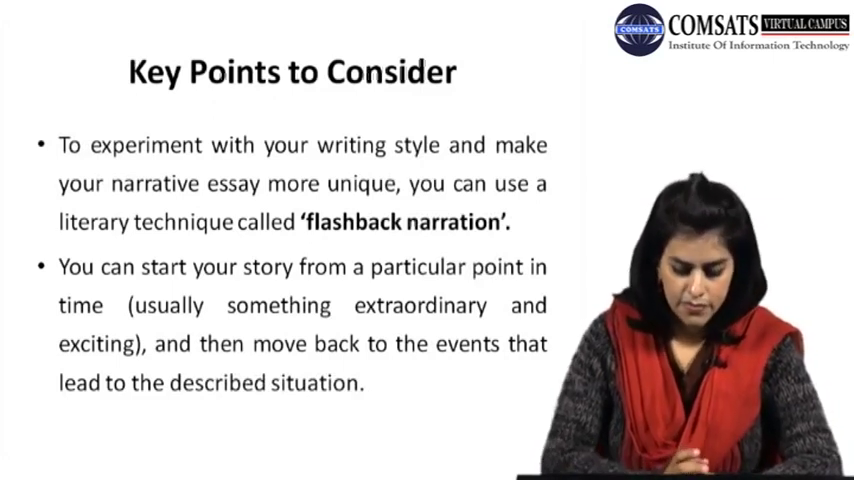 COMSATS VIRTUAL CAMPUS
Institute Of Information Technology
COMSATS
Key Points to Consider
• To experiment with your writing style and make
your narrative essay more unique, you can use a
literary technique called ‘flashback narration’.
• You can start your story from a particular point in
time (usually something extraordinary and
exciting), and then move back to the events that
lead to the described situation.